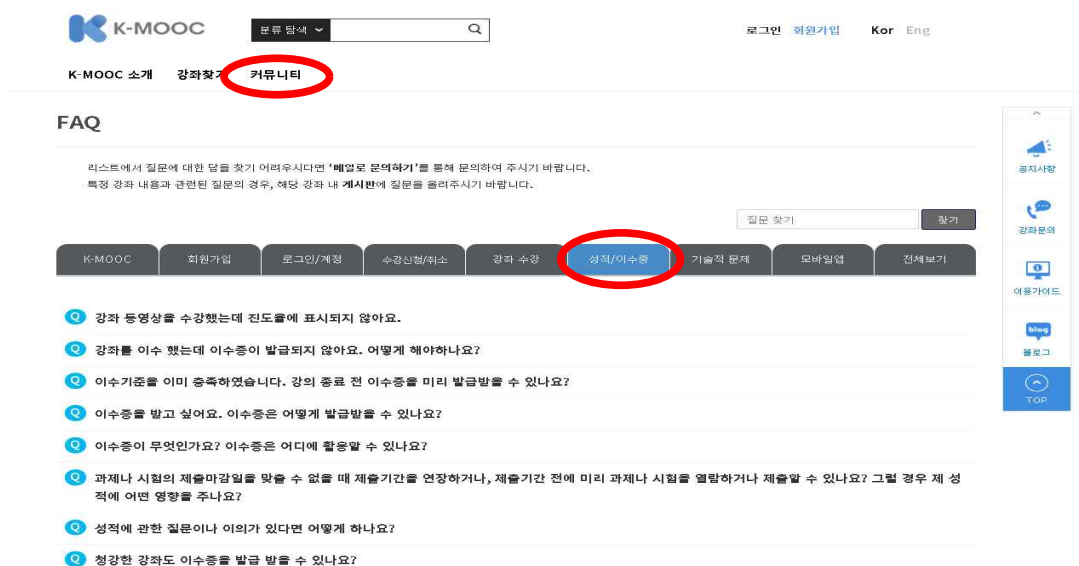 K-MOOC
분류 탐색
로그인 회원가입 Kor Eng
K-MOOC 소개 강좌찾기 커뮤니티
FAQ
리스트에서 질문에 대한 답을 찾기 어려우시다면 '메일로 문의하기'를 통해 문의하여 주시기 바랍니다.
특정 강좌 내용과 관련된 질문의 경우, 해당 강좌 내 게시판에 질문을 올려주시기 바랍니다.
질문 찾기 찾기
K-MOOC 회원가입 로그인/계정 수강신청/취소 강좌 수강 성적/이수증 기술적 문제 모바일앱 전체보기
Q 강좌 동영상을 수강했는데 진도율에 표시되지 않아요.
Q 강좌를 이수 했는데 이수증이 발급되지 않아요. 어떻게 해야하나요?
Q 이수기준을 이미 충족하였습니다. 강의 종료 전 이수증을 미리 발급받을 수 있나요?
Q 이수증을 받고 싶어요. 이수증은 어떻게 발급받을 수 있나요?
Q 이수증이 무엇인가요? 이수증은 어디에 활용할 수 있나요?
Q 과제나 시험의 제출마감일을 맞출 수 없을 때 제출기간을 연장하거나, 제출기간 전에 미리 과제나 시험을 열람하거나 제출할 수 있나요? 그럴 경우 제 성
적에 어떤 영향을 주나요?
Q 성적에 관한 질문이나 이의가 있다면 어떻게 하나요?
Q 청강한 강좌도 이수증을 발급 받을 수 있나요?
공지사항
강좌문의
이용가이드
blog
블로그
TOP